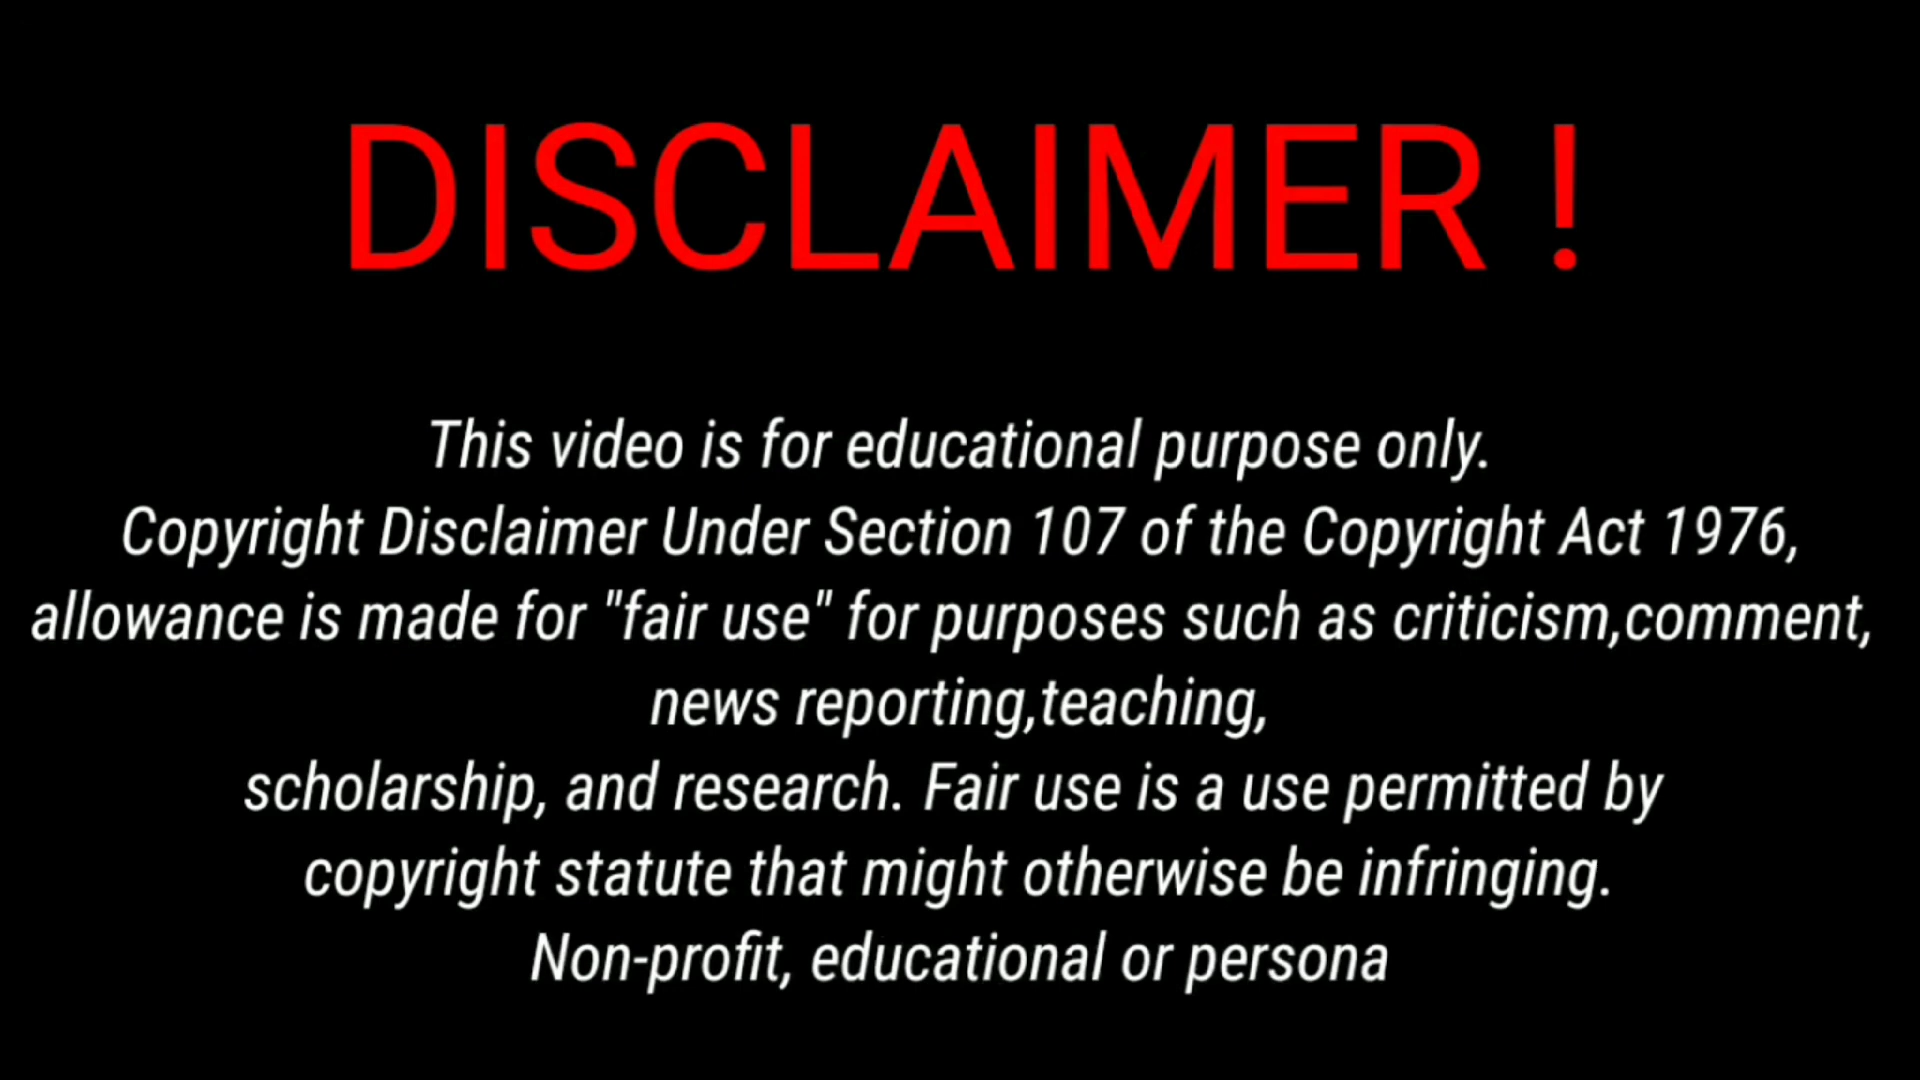 DISCLAIMER !
This video is for educational purpose only.
Copyright Disclaimer Under Section 107 of the Copyright Act 1976,
allowance is made for "fair use" for purposes such as criticism,comment,
news reporting,teaching,
scholarship, and research. Fair use is a use permitted by
copyright statute that might otherwise be infringing.
Non-profit, educational or persona